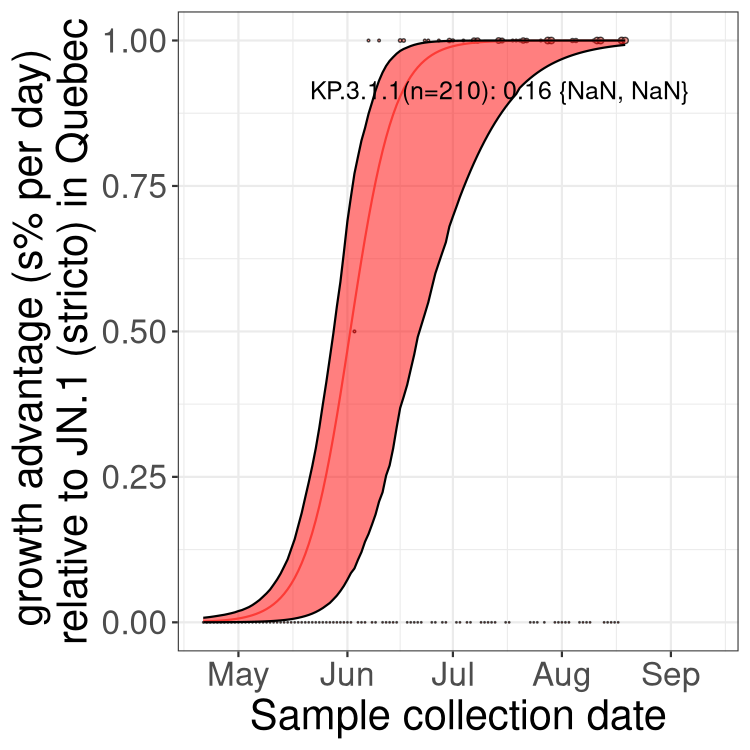 growth advantage (s% per day)
relative to JN.1 (stricto) in Quebec
1.00
0.75
0.50
0.25
0.00
KP.3.1.1(n=210): 0.16 {NaN, NaN}
May Jun Jul Aug Sep
Sample collection date